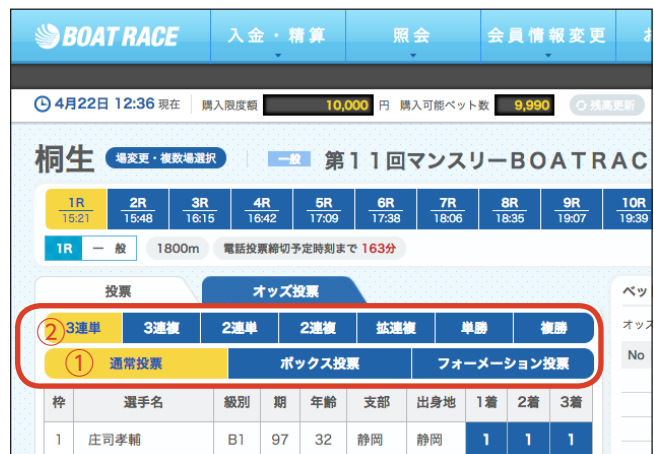 BOAT RACE 入金・精算 照会 会員情報変更
4月22日 12:36 現在 購入限度額 10,000 円 購入可能ベット数 9,990 残高更新
桐生 場変更・複数場選択 一般 第11回マンスリーBOATRAC
1R 2R 3R 4R 5R 6R 7R 8R 9R 10R
15:21 15:48 16:15 16:42 17:09 17:38 18:06 18:35 19:07 19:39
1R 一般 1800m 電話投票締切予定時刻まで 163分
投票 オッズ投票 ベッ
② 3連単 3連複 2連単 2連複 拡連複 単勝 複勝 オッズ
① 通常投票 ボックス投票 フォーメーション投票 No
枠 選手名 級別 期 年齢 支部 出身地 1着 2着 3着
1 庄司孝輔 B1 97 32 静岡 静岡 1 1 1